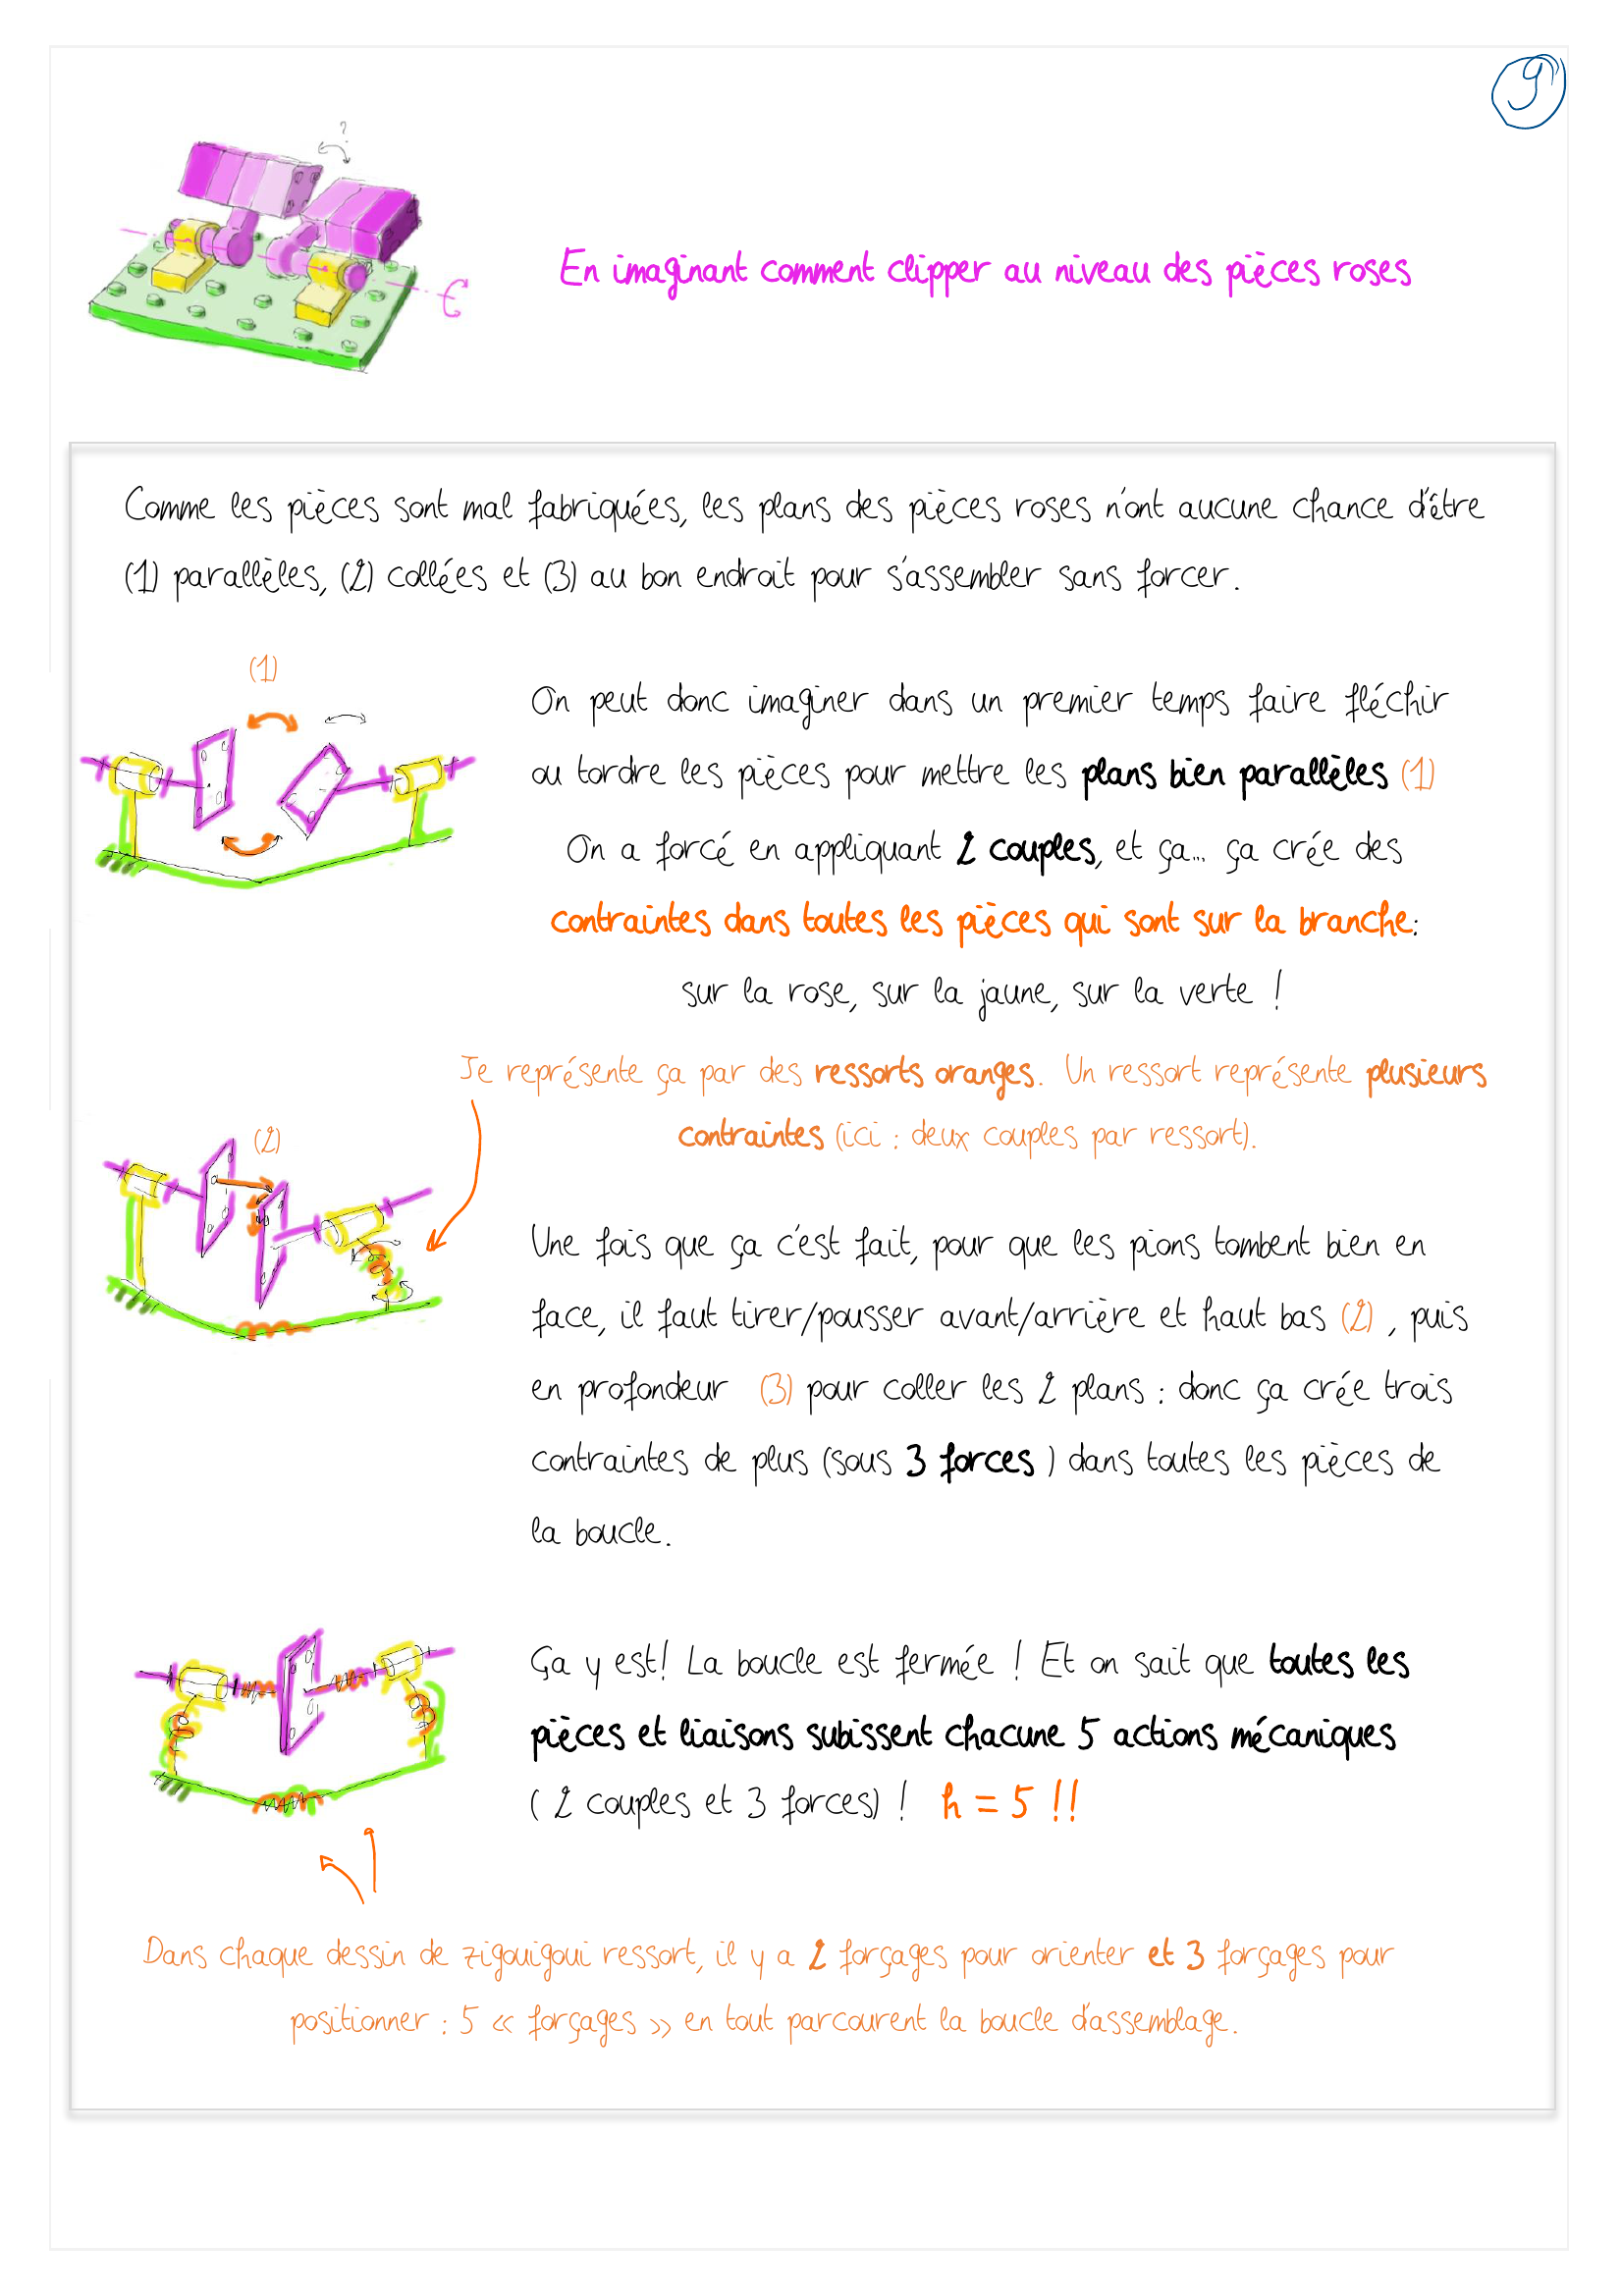 9
?
En imaginant comment clipper au niveau des pièces roses
Comme les pièces sont mal fabriquées, les plans des pièces roses n'ont aucune chance d'être
(1) parallèles, (2) collées et (3) au bon endroit pour s'assembler sans forcer.
(1)
On peut donc imaginer dans un premier temps faire fléchir
ou tordre les pièces pour mettre les plans bien parallèles (1)
On a forcé en appliquant 2 couples, et ça... ça crée des
contraintes dans toutes les pièces qui sont sur la branche:
sur la rose, sur la jaune, sur la verte !
Je représente ça par des ressorts oranges. Un ressort représente plusieurs
contraintes (ici : deux couples par ressort).
(2)
Une fois que ça c'est fait, pour que les pions tombent bien en
face, il faut tirer/pousser avant/arrière et haut bas (2) , puis
en profondeur (3) pour coller les 2 plans : donc ça crée trois
contraintes de plus (sous 3 forces ) dans toutes les pièces de
la boucle.
Ça y est! La boucle est fermée ! Et on sait que toutes les
pièces et liaisons subissent chacune 5 actions mécaniques
( 2 couples et 3 forces) ! h = 5 !!
Dans chaque dessin de zigouigoui ressort, il y a 2 forçages pour orienter et 3 forçages pour
positionner : 5 « forçages » en tout parcourent la boucle d'assemblage.